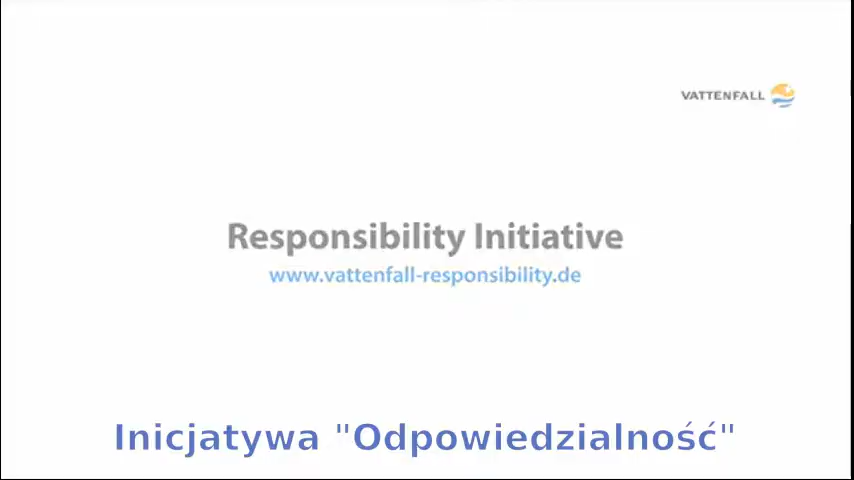 VATTENFALL
Responsibility Initiative
www.vattenfall-responsibility.de
Inicjatywa "Odpowiedzialność"